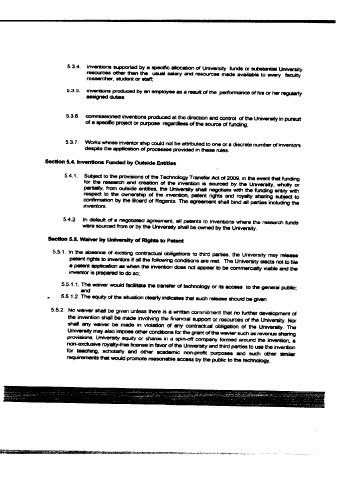 5.3.4. inventions supported by a specific allocation of University funds or substantial University
resources other than the usual salary and resources made available to every faculty
researcher, student or staff;
5.3.5. inventions produced by an employee as a result of the performance of his or her regularly
assigned duties.
5.3.6 commissioned inventions produced at the direction and control of the University in pursuit
of a specific project or purpose regardless of the source of funding;
5.3.7. Works whose inventor ship could not be attributed to one or a discrete number of inventors
despite the application of processes provided in these rules.
Section 5.4. Inventions Funded by Outside Entities
5.4.1. Subject to the provisions of the Technology Transfer Act of 2009, in the event that funding
for the research and creation of the invention is sourced by the University, wholly or
partially, from outside entities, the University shall negotiate with the funding entity with
respect to the ownership of the invention, patent rights and royalty sharing subject to
confirmation by the Board of Regents. The agreement shall bind all parties including the
inventors.
5.4.2. In default of a negotiated agreement, all patents to inventions where the research funds
were sourced from or by the University shall be owned by the University.
Section 5.5. Waiver by University of Rights to Patent
5.5.1. In the absence of existing contractual obligations to third parties, the University may release
patent rights to inventors if all the following conditions are met. The University elects not to file
a patent application as when the invention does not appear to be commercially viable and the
inventor is prepared to do so;
5.5.1.1. The waiver would facilitate the transfer of technology or its access to the general public;
and
5.5.1.2. The equity of the situation clearly indicates that such release should be given.
5.5.2. No waiver shall be given unless there is a written commitment that no further development of
the invention shall be made involving the financial support or resources of the University. Nor
shall any waiver be made in violation of any contractual obligation of the University. The
University may also impose other conditions for the grant of the waiver such as revenue sharing
provisions, University equity or shares in a spin-off company formed around the invention, a
non-exclusive royalty-free license in favor of the University and third parties to use the invention
for teaching, scholarly and other academic non-profit purposes and such other similar
requirements that would promote reasonable access by the public to the technology.